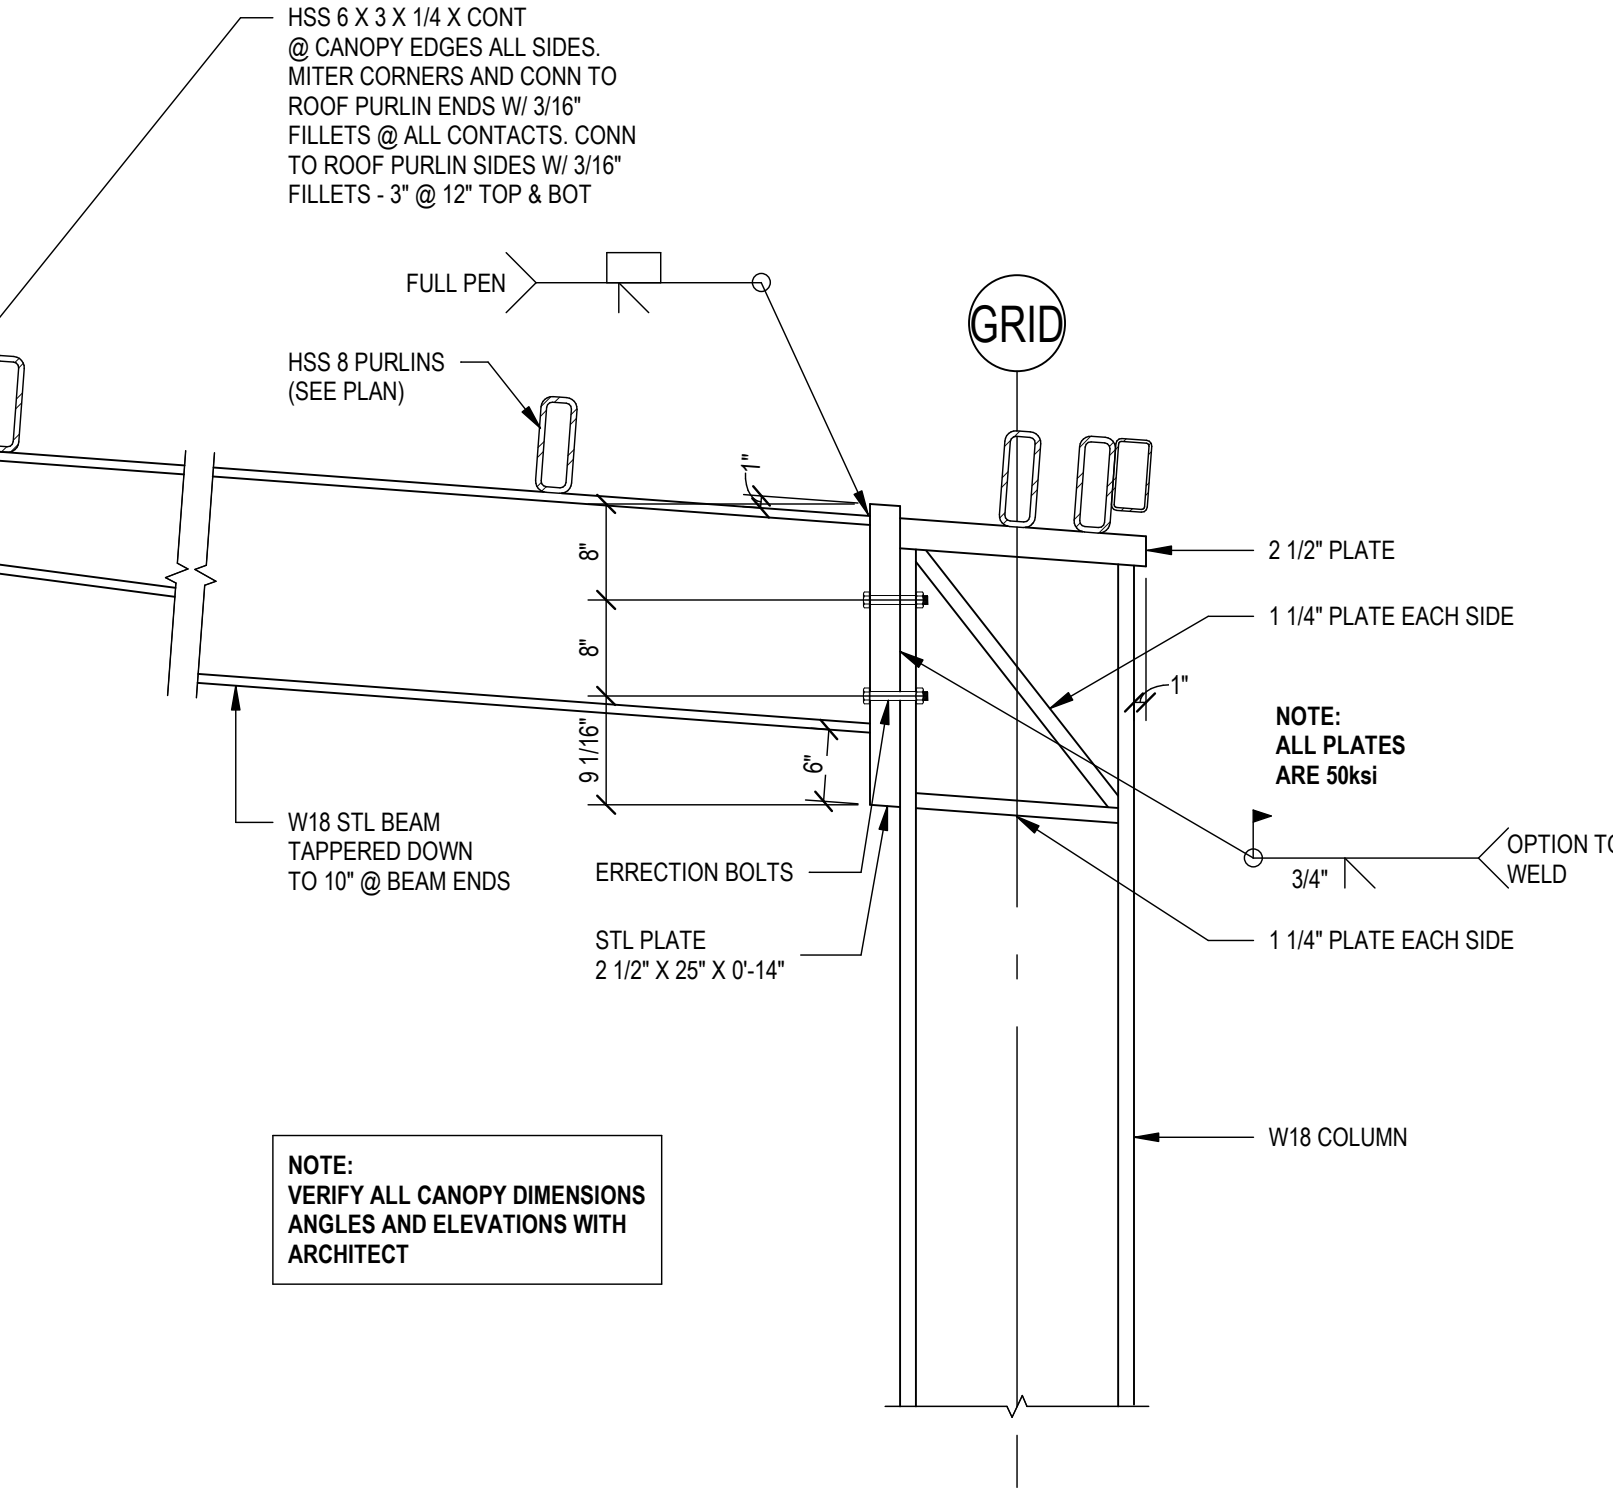 HSS 6 X 3 X 1/4 X CONT
@ CANOPY EDGES ALL SIDES.
MITER CORNERS AND CONN TO
ROOF PURLIN ENDS W/ 3/16"
FILLETS @ ALL CONTACTS. CONN
TO ROOF PURLIN SIDES W/ 3/16"
FILLETS - 3" @ 12" TOP & BOT
FULL PEN
GRID
HSS 8 PURLINS
(SEE PLAN)
1"
8"
8"
9 1/16"
6"
2 1/2" PLATE
1 1/4" PLATE EACH SIDE
1"
NOTE:
ALL PLATES
ARE 50ksi
W18 STL BEAM
TAPPERED DOWN
TO 10" @ BEAM ENDS
ERRECTION BOLTS
STL PLATE
2 1/2" X 25" X 0'-14"
3/4"
OPTION TO
WELD
1 1/4" PLATE EACH SIDE
W18 COLUMN
NOTE:
VERIFY ALL CANOPY DIMENSIONS
ANGLES AND ELEVATIONS WITH
ARCHITECT